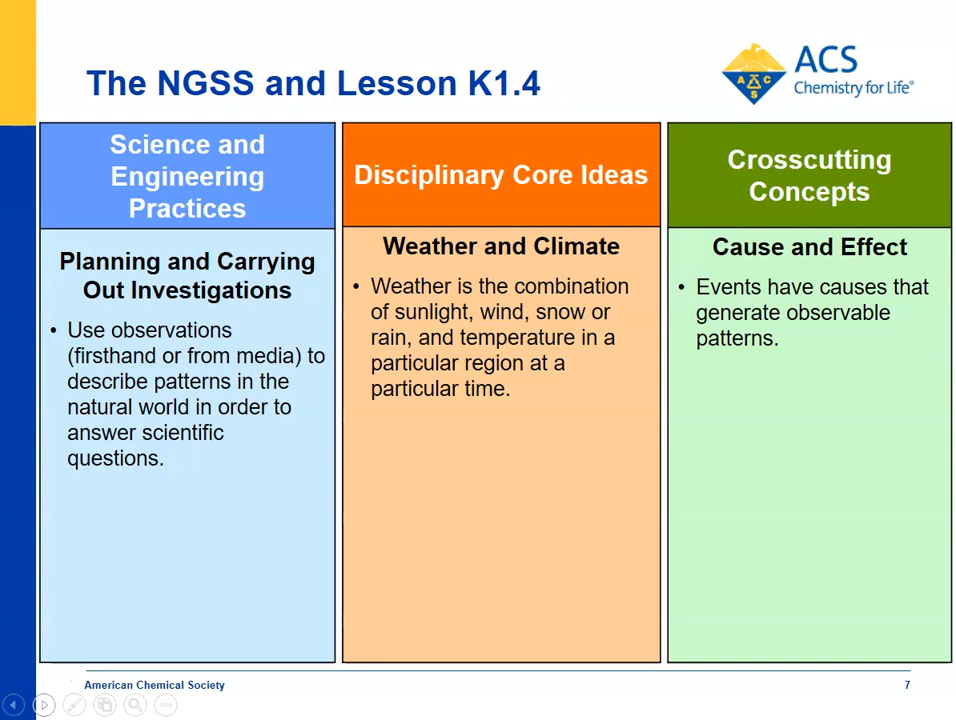 The NGSS and Lesson K1.4
A C S
ACS
Chemistry for Life®
Science and
Engineering
Practices
Planning and Carrying
Out Investigations
• Use observations
(firsthand or from media) to
describe patterns in the
natural world in order to
answer scientific
questions.
Disciplinary Core Ideas
Weather and Climate
• Weather is the combination
of sunlight, wind, snow or
rain, and temperature in a
particular region at a
particular time.
Crosscutting
Concepts
Cause and Effect
• Events have causes that
generate observable
patterns.
American Chemical Society
7